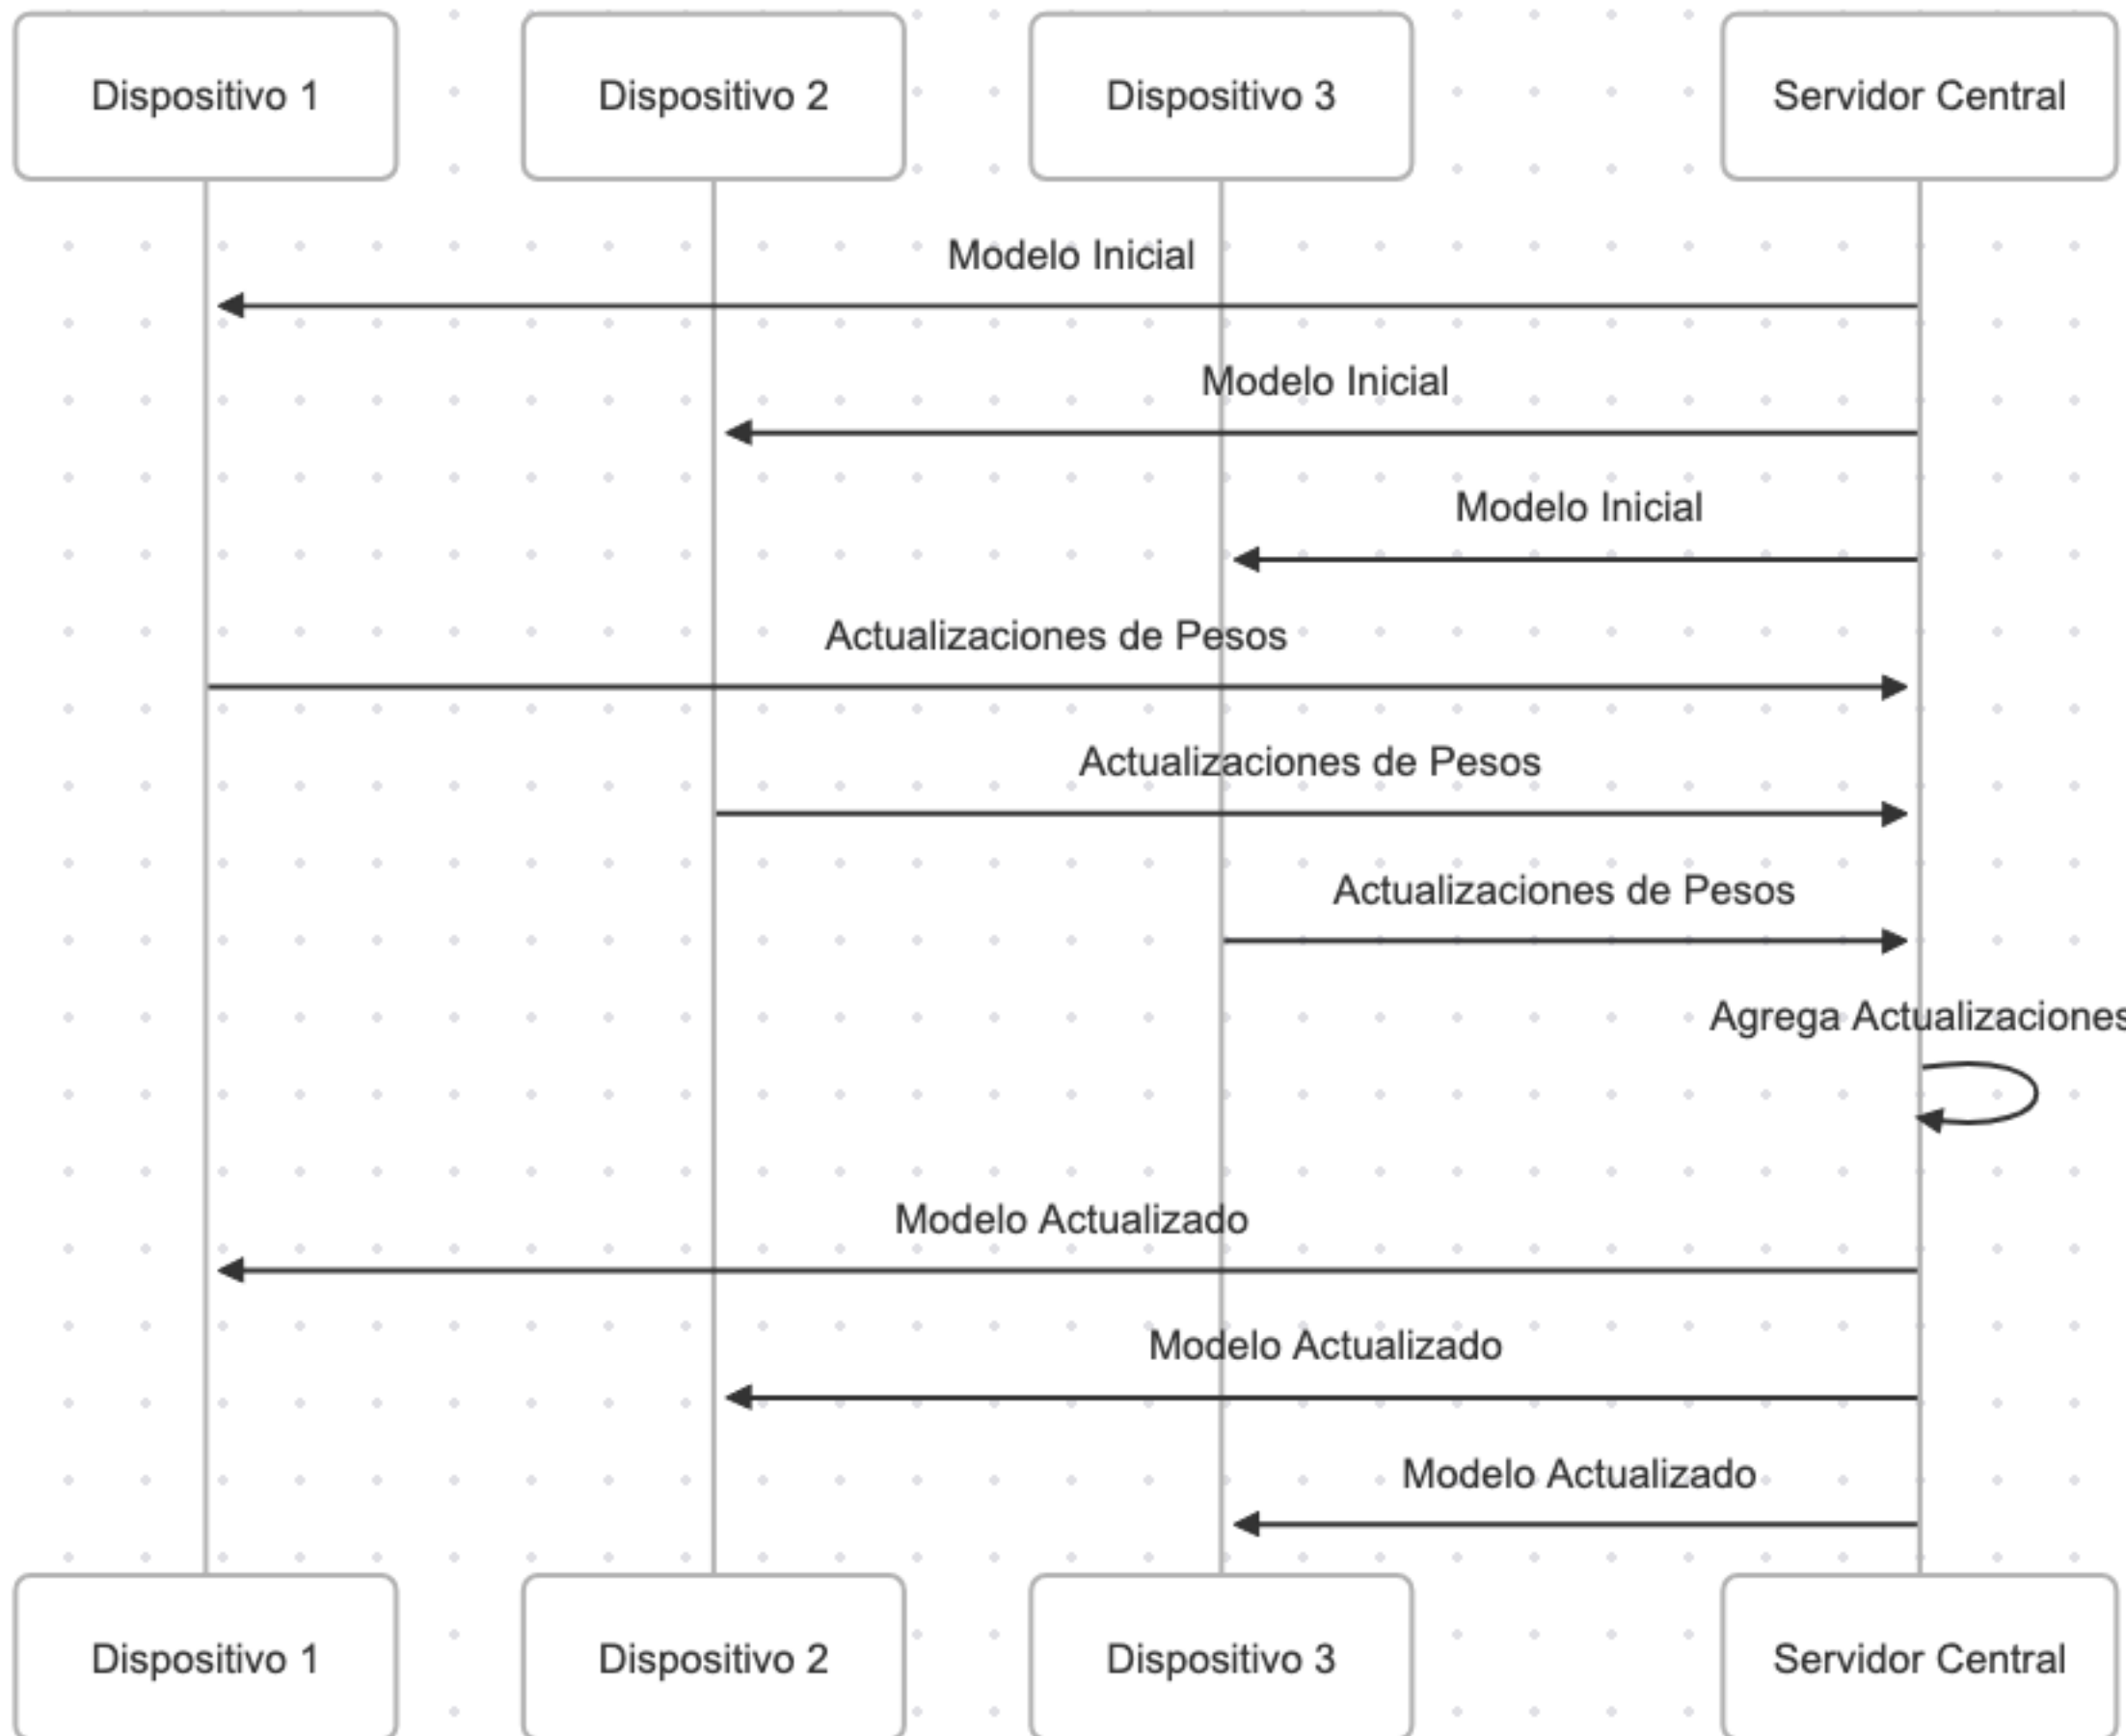 Dispositivo 1
Dispositivo 2
Dispositivo 3
Servidor Central
Modelo Inicial
Modelo Inicial
Modelo Inicial
Actualizaciones de Pesos
Actualizaciones de Pesos
Actualizaciones de Pesos
Agrega Actualizaciones
Modelo Actualizado
Modelo Actualizado
Modelo Actualizado
Dispositivo 1
Dispositivo 2
Dispositivo 3
Servidor Central